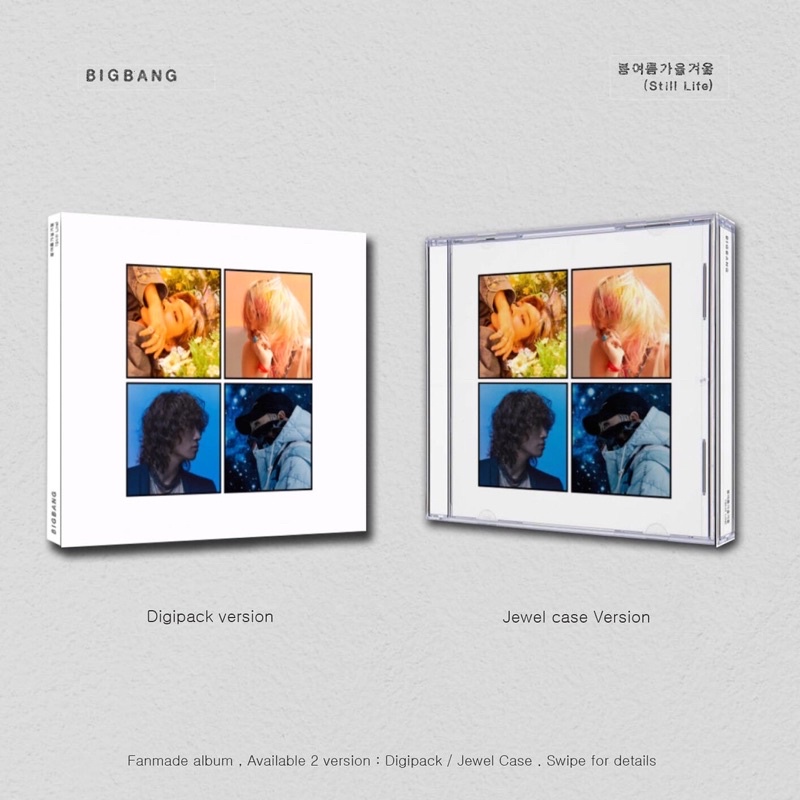 BIGBANG
봄여름가을겨울
(Still Life)
BIGBANG
Digipack version
Jewel case Version
Fanmade album , Available 2 version : Digipack / Jewel Case . Swipe for details